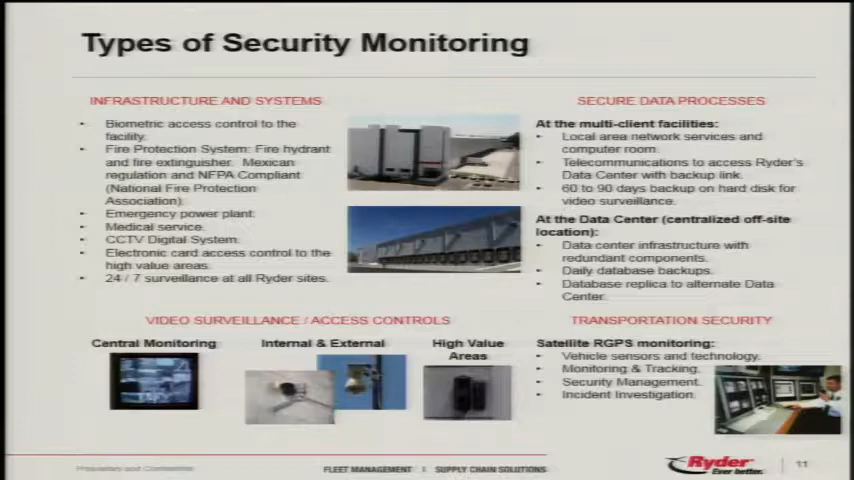 Types of Security Monitoring
INFRASTRUCTURE AND SYSTEMS
• Biometric access control to the
facility.
• Fire Protection System: Fire hydrant
and fire extinguisher. Mexican
regulation and NFPA Compliant
(National Fire Protection
Association).
• Emergency power plant.
• Medical service.
• CCTV Digital System.
• Electronic card access control to the
high value areas.
• 24 / 7 surveillance at all Ryder sites.
SECURE DATA PROCESSES
At the multi-client facilities:
• Local area network services and
computer room.
• Telecommunications to access Ryder's
Data Center with backup link.
• 60 to 90 days backup on hard disk for
video surveillance.
At the Data Center (centralized off-site
location):
• Data center infrastructure with
redundant components.
• Daily database backups.
• Database replica to alternate Data
Center.
VIDEO SURVEILLANCE / ACCESS CONTROLS
Central Monitoring
Internal & External
High Value
Areas
TRANSPORTATION SECURITY
Satellite RGPS monitoring:
• Vehicle sensors and technology.
• Monitoring & Tracking.
• Security Management.
• Incident Investigation.
Proprietary and Confidential
FLEET MANAGEMENT I SUPPLY CHAIN SOLUTIONS
Ryder
Ever better.
11